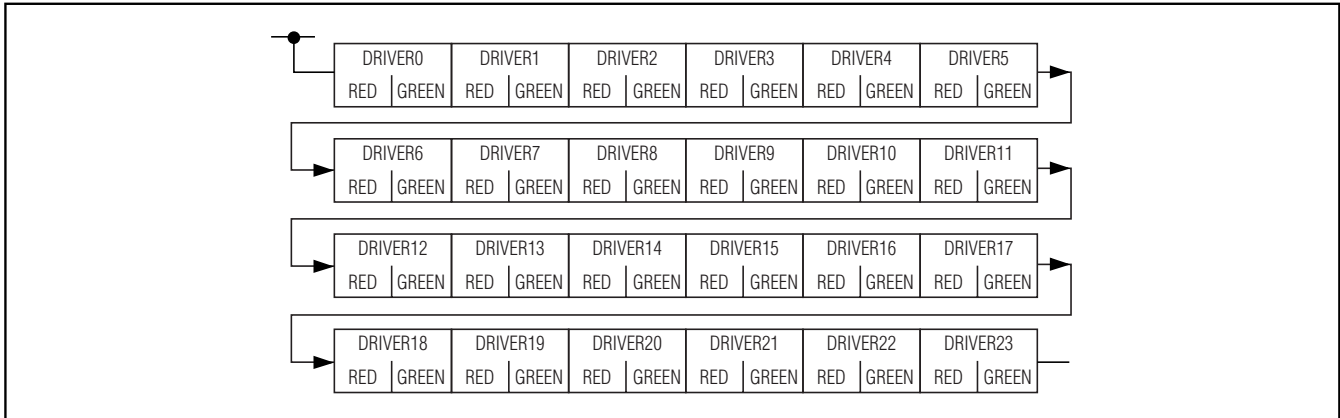 DRIVER0 DRIVER1 DRIVER2 DRIVER3 DRIVER4 DRIVER5
RED GREEN RED GREEN RED GREEN RED GREEN RED GREEN RED GREEN
DRIVER6 DRIVER7 DRIVER8 DRIVER9 DRIVER10 DRIVER11
RED GREEN RED GREEN RED GREEN RED GREEN RED GREEN RED GREEN
DRIVER12 DRIVER13 DRIVER14 DRIVER15 DRIVER16 DRIVER17
RED GREEN RED GREEN RED GREEN RED GREEN RED GREEN RED GREEN
DRIVER18 DRIVER19 DRIVER20 DRIVER21 DRIVER22 DRIVER23
RED GREEN RED GREEN RED GREEN RED GREEN RED GREEN RED GREEN